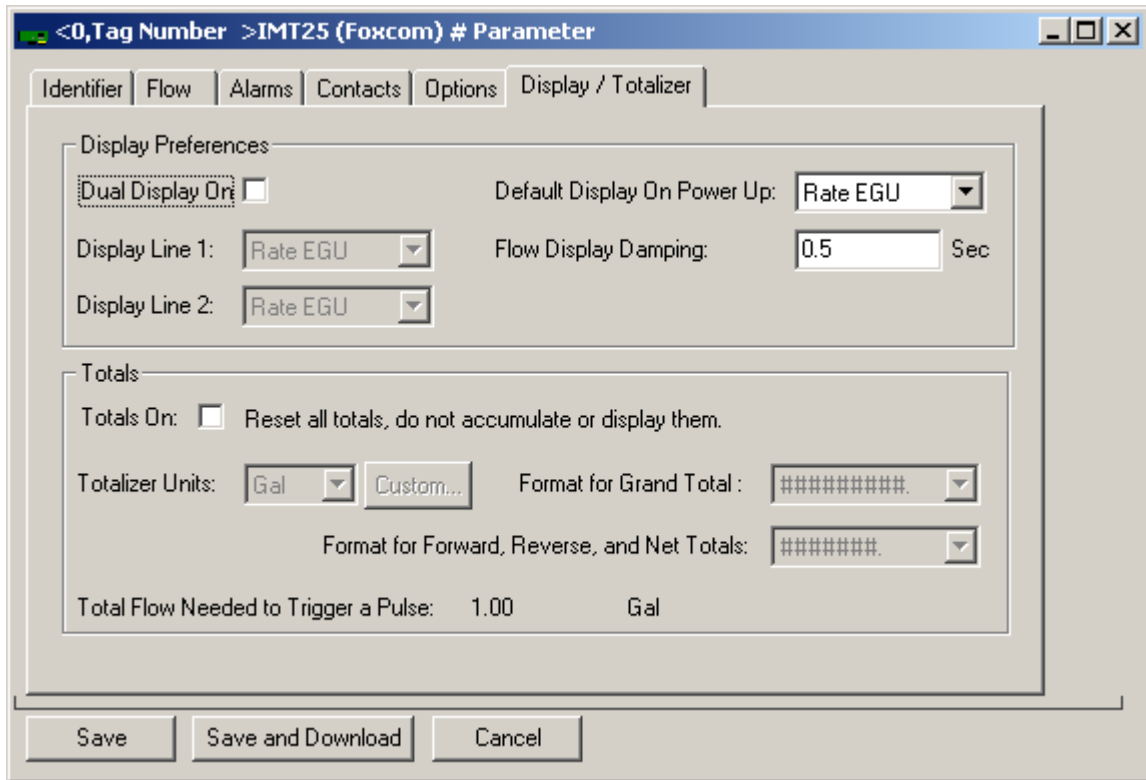 <0,Tag Number >IMT25 (Foxcom) # Parameter
Identifier Flow Alarms Contacts Options Display / Totalizer
Display Preferences
Dual Display On Default Display On Power Up: Rate EGU
Display Line 1: Rate EGU Flow Display Damping: 0.5 Sec
Display Line 2: Rate EGU
Totals
Totals On: Reset all totals, do not accumulate or display them.
Totalizer Units: Gal Custom... Format for Grand Total : #########.
Format for Forward, Reverse, and Net Totals: #######.
Total Flow Needed to Trigger a Pulse: 1.00 Gal
Save Save and Download Cancel